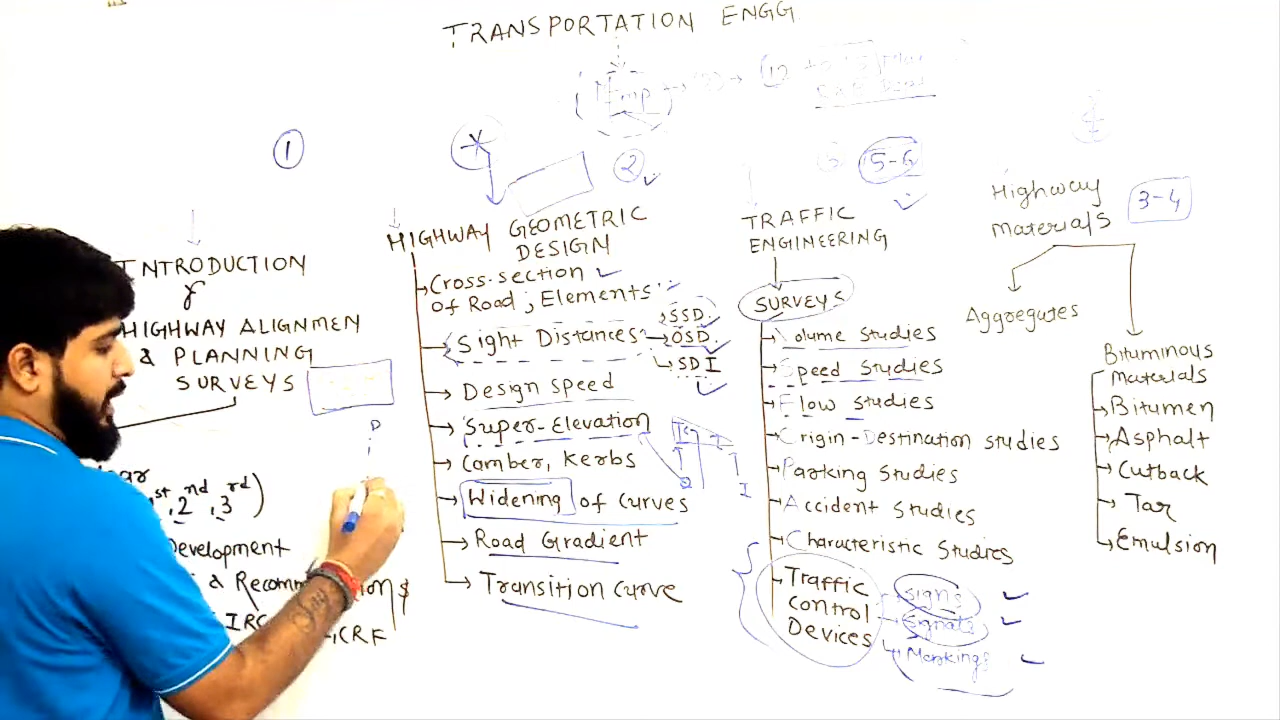 TRANSPORTATION ENGG
(Imp)
1
2
5-6
3-4
INTRODUCTION
&
HIGHWAY ALIGNMEN
& PLANNING
SURVEYS
st, 2nd, 3rd)
Development
& Recomm
IRC
CRF
D
HIGHWAY GEOMETRIC
DESIGN
Cross-section
of Road; Elements
Sight Distances
SSD
OSD
SDI
Design Speed
Super-Elevation
Camber, Kerbs
Widening of Curves
Road Gradient
Transition Curve
I
TRAFFIC
ENGINEERING
SURVEYS
Volume Studies
Speed Studies
Flow Studies
Origin-Destination Studies
Parking Studies
Accident Studies
Characteristic Studies
Traffic
Control
Devices
Signs
Signals
Markings
Highway
Materials
Aggregates
Bituminous
Materials
Bitumen
Asphalt
Cutback
Tar
Emulsion